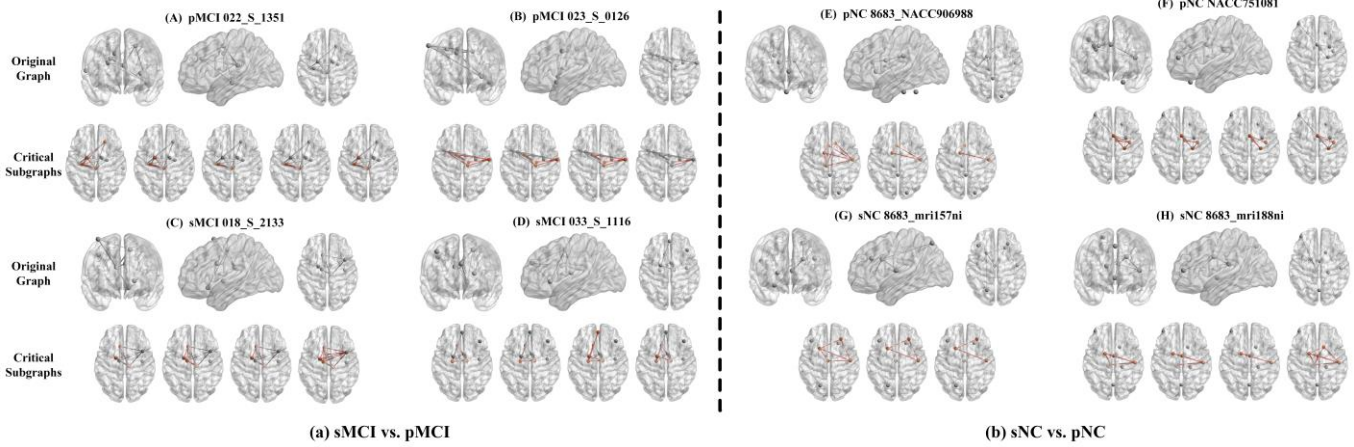 (A) pMCI 022_S_1351
(B) pMCI 023_S_0126
Original
Graph
Critical
Subgraphs
(C) sMCI 018_S_2133
(D) sMCI 033_S_1116
Original
Graph
Critical
Subgraphs
(a) sMCI vs. pMCI
(E) pNC 8683_NACC906988
(F) pNC NACC751081
(G) sNC 8683_mri157ni
(H) sNC 8683_mri188ni
(b) sNC vs. pNC